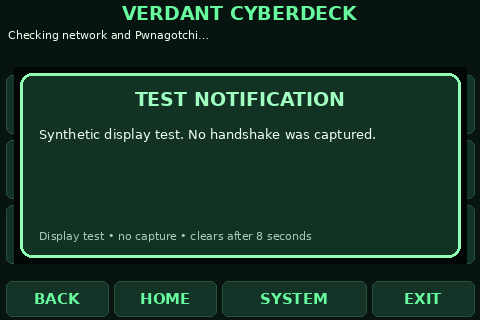 VERDANT CYBERDECK
Checking network and Pwnagotchi...
TEST NOTIFICATION
Synthetic display test. No handshake was captured.
Display test • no capture • clears after 8 seconds
BACK
HOME
SYSTEM
EXIT